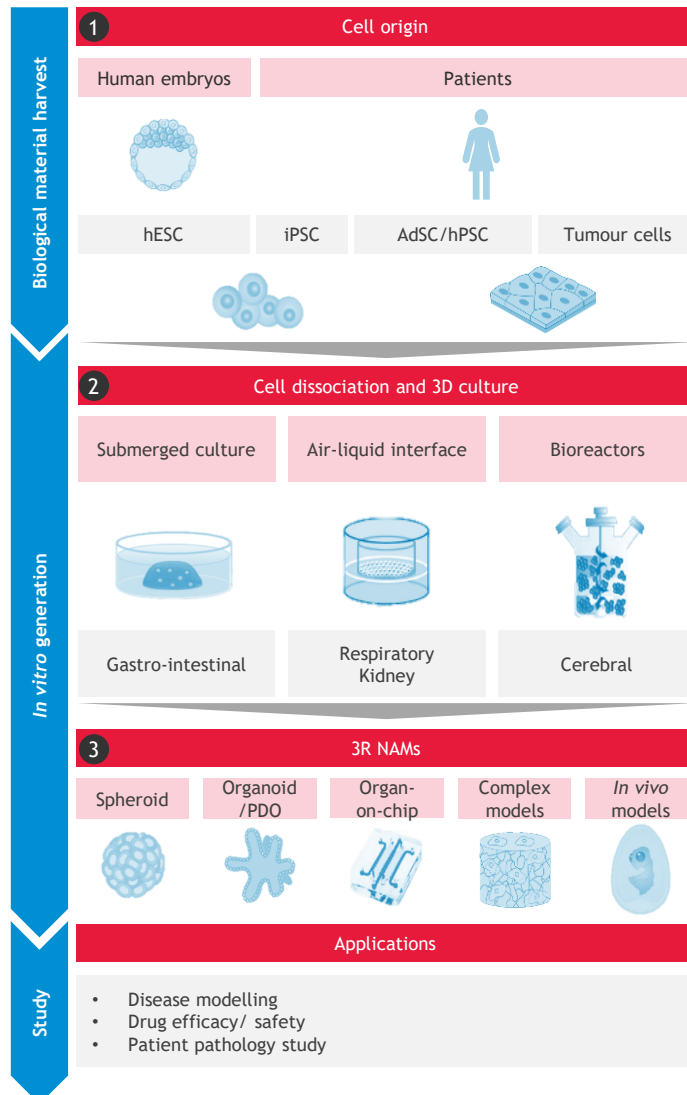 Biological material harvest
1
Cell origin
Human embryos
Patients
hESC
iPSC
AdSC/hPSC
Tumour cells
In vitro generation
2
Cell dissociation and 3D culture
Submerged culture
Air-liquid interface
Bioreactors
Gastro-intestinal
Respiratory
Kidney
Cerebral
3
3R NAMs
Spheroid
Organoid
/PDO
Organ-
on-chip
Complex
models
In vivo
models
Study
Applications
• Disease modelling
• Drug efficacy/ safety
• Patient pathology study